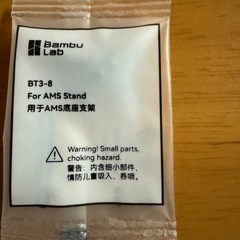 Bambu
Lab
BT3-8
For AMS Stand
用于AMS底座支架
Warning! Small parts,
choking hazard.
警告：内含细小部件，
慎防儿童吸入、吞咽。